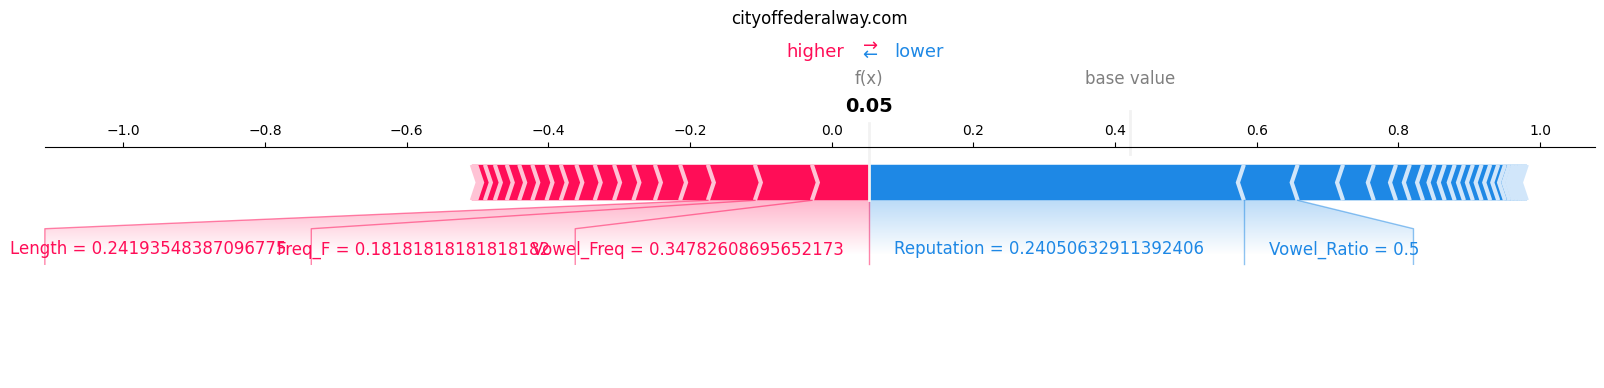 cityoffederalway.com
higher ⇄ lower
f(x) base value
0.05
−1.0 −0.8 −0.6 −0.4 −0.2 0.0 0.2 0.4 0.6 0.8 1.0
Length = 0.24193548387096775 Freq_F = 0.18181818181818182 Vowel_Freq = 0.34782608695652173 Reputation = 0.24050632911392406 Vowel_Ratio = 0.5